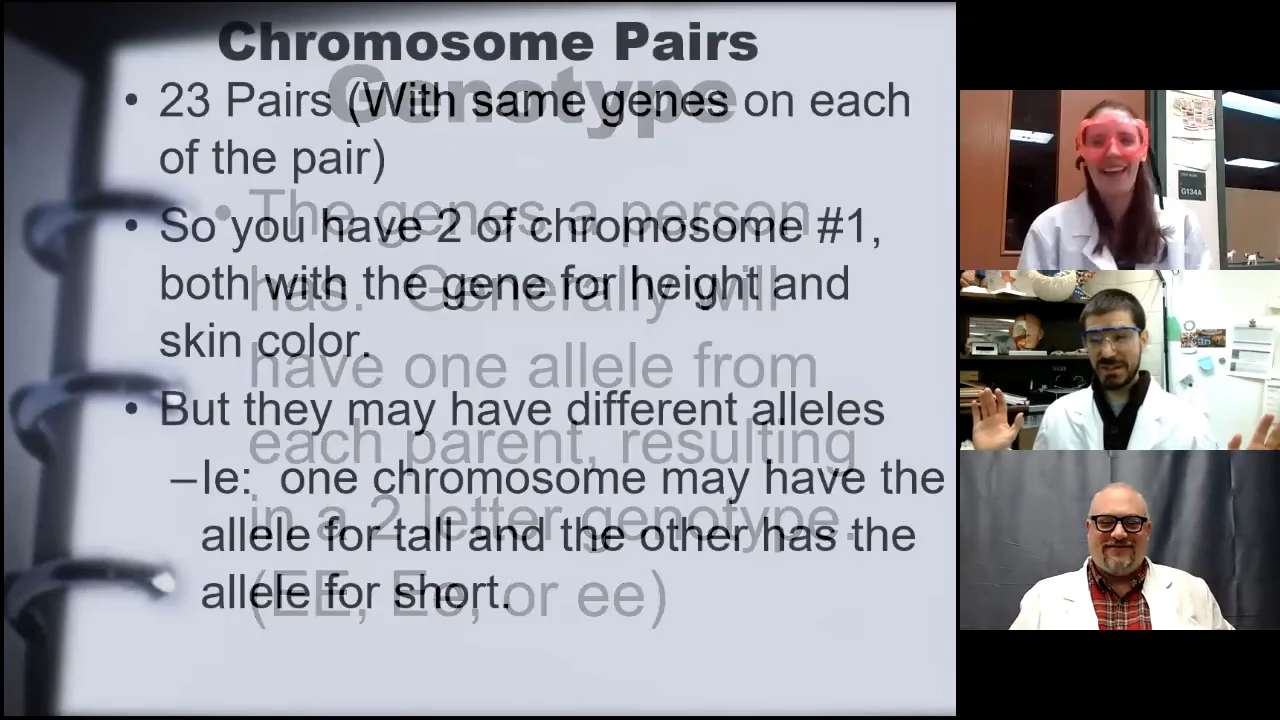 Chromosome Pairs
• 23 Pairs (With same genes on each
of the pair)
• So you have 2 of chromosome #1,
both with the gene for height and
skin color.
• But they may have different alleles
–Ie: one chromosome may have the
allele for tall and the other has the
allele for short.
Genotype
• The genes a person
has. Generally will
have one allele from
each parent, resulting
in a 2 letter genotype.
(EE, Ee, or ee)
G134A